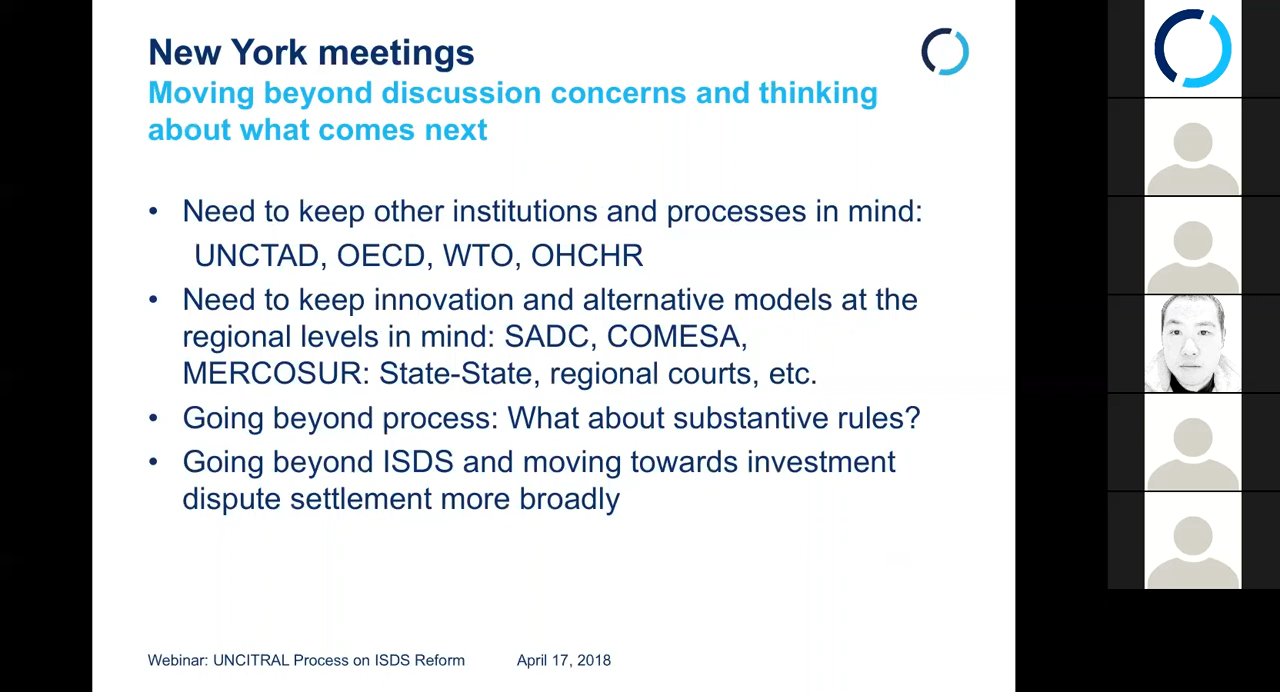 New York meetings
Moving beyond discussion concerns and thinking
about what comes next
• Need to keep other institutions and processes in mind:
UNCTAD, OECD, WTO, OHCHR
• Need to keep innovation and alternative models at the
regional levels in mind: SADC, COMESA,
MERCOSUR: State-State, regional courts, etc.
• Going beyond process: What about substantive rules?
• Going beyond ISDS and moving towards investment
dispute settlement more broadly
Webinar: UNCITRAL Process on ISDS Reform April 17, 2018